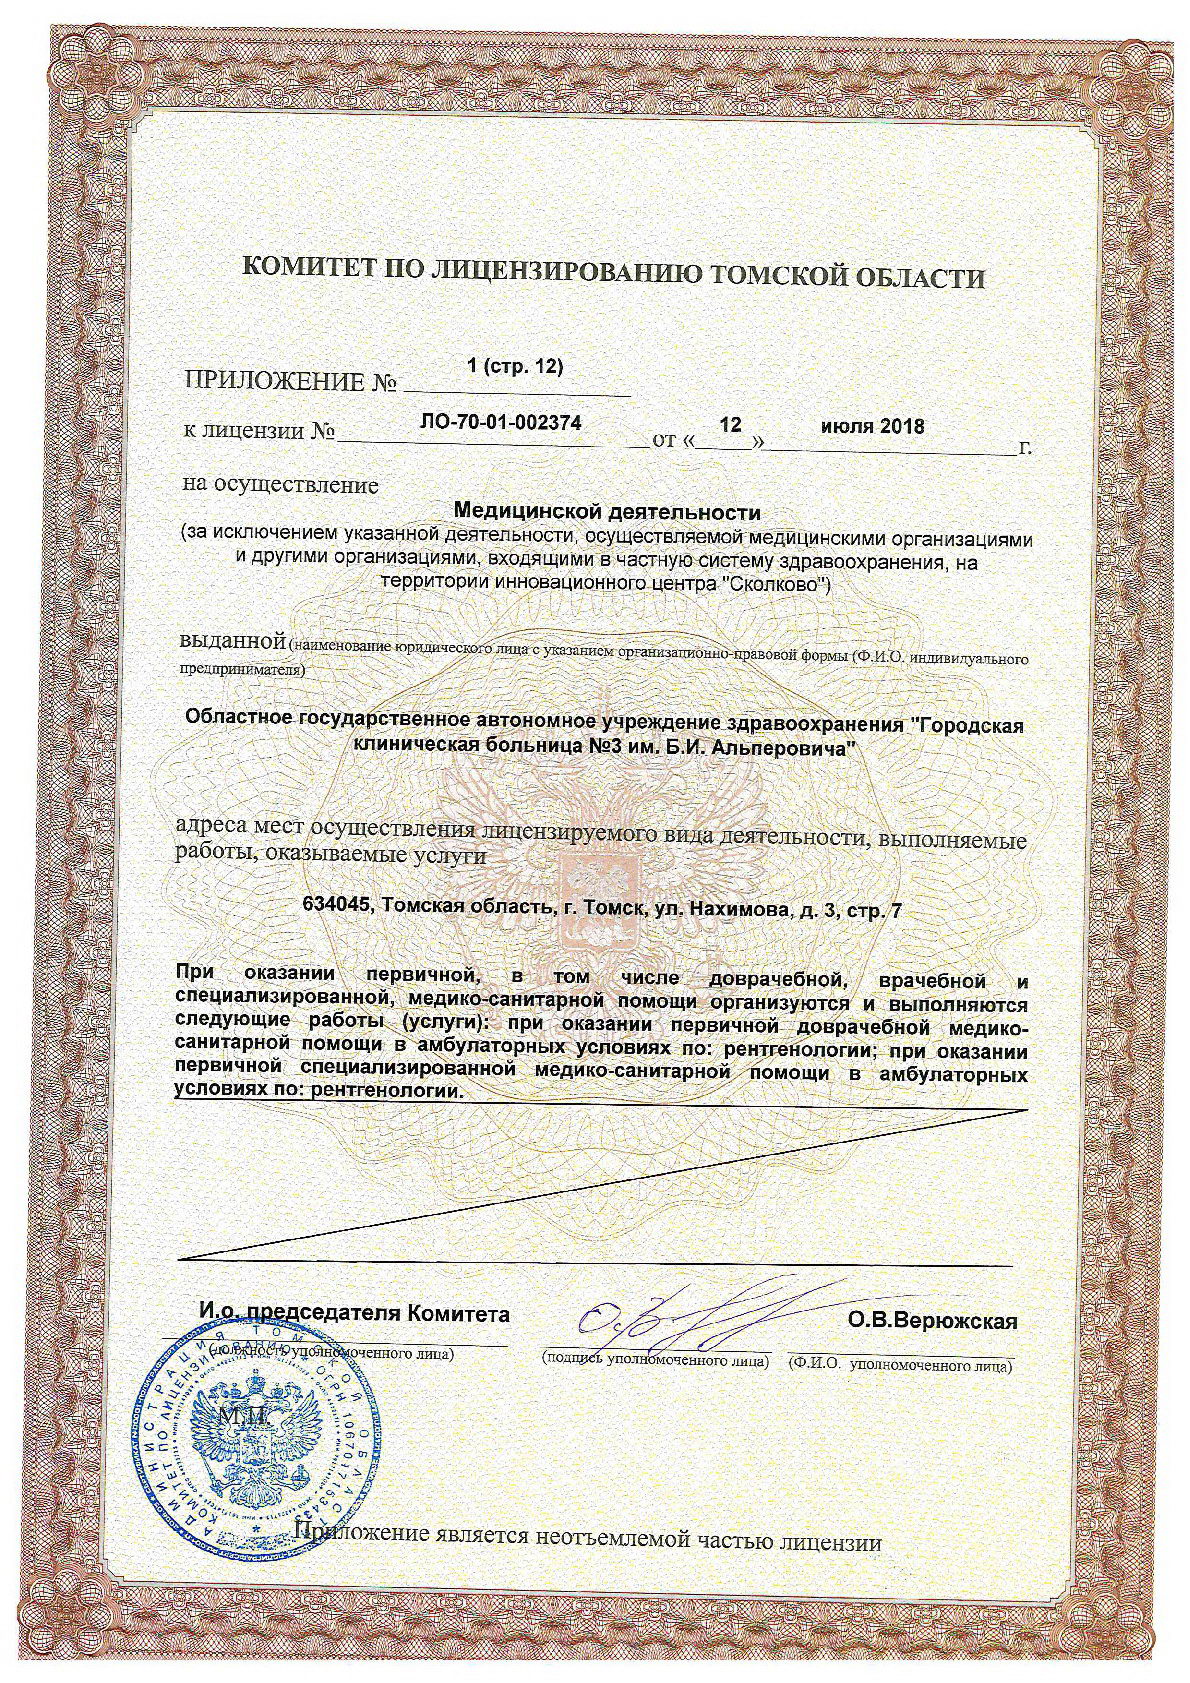 КОМИТЕТ ПО ЛИЦЕНЗИРОВАНИЮ ТОМСКОЙ ОБЛАСТИ
ПРИЛОЖЕНИЕ № 1 (стр. 12)
к лицензии № ЛО-70-01-002374 от « 12 » июля 2018 г.
на осуществление
Медицинской деятельности
(за исключением указанной деятельности, осуществляемой медицинскими организациями
и другими организациями, входящими в частную систему здравоохранения, на
территории инновационного центра "Сколково")
выданной (наименование юридического лица с указанием организационно-правовой формы (Ф.И.О. индивидуального
предпринимателя)
Областное государственное автономное учреждение здравоохранения "Городская
клиническая больница №3 им. Б.И. Альперовича"
адреса мест осуществления лицензируемого вида деятельности, выполняемые
работы, оказываемые услуги
634045, Томская область, г. Томск, ул. Нахимова, д. 3, стр. 7
При оказании первичной, в том числе доврачебной, врачебной и
специализированной, медико-санитарной помощи организуются и выполняются
следующие работы (услуги): при оказании первичной доврачебной медико-
санитарной помощи в амбулаторных условиях по: рентгенологии; при оказании
первичной специализированной медико-санитарной помощи в амбулаторных
условиях по: рентгенологии.
И.о. председателя Комитета
О.В.Верюжская
(должность уполномоченного лица)
(подпись уполномоченного лица)
(Ф.И.О. уполномоченного лица)
М.П.
АДМИНИСТРАЦИЯ ТОМСКОЙ ОБЛАСТИ
КОМИТЕТ ПО ЛИЦЕНЗИРОВАНИЮ
ОГРН
Приложение является неотъемлемой частью лицензии